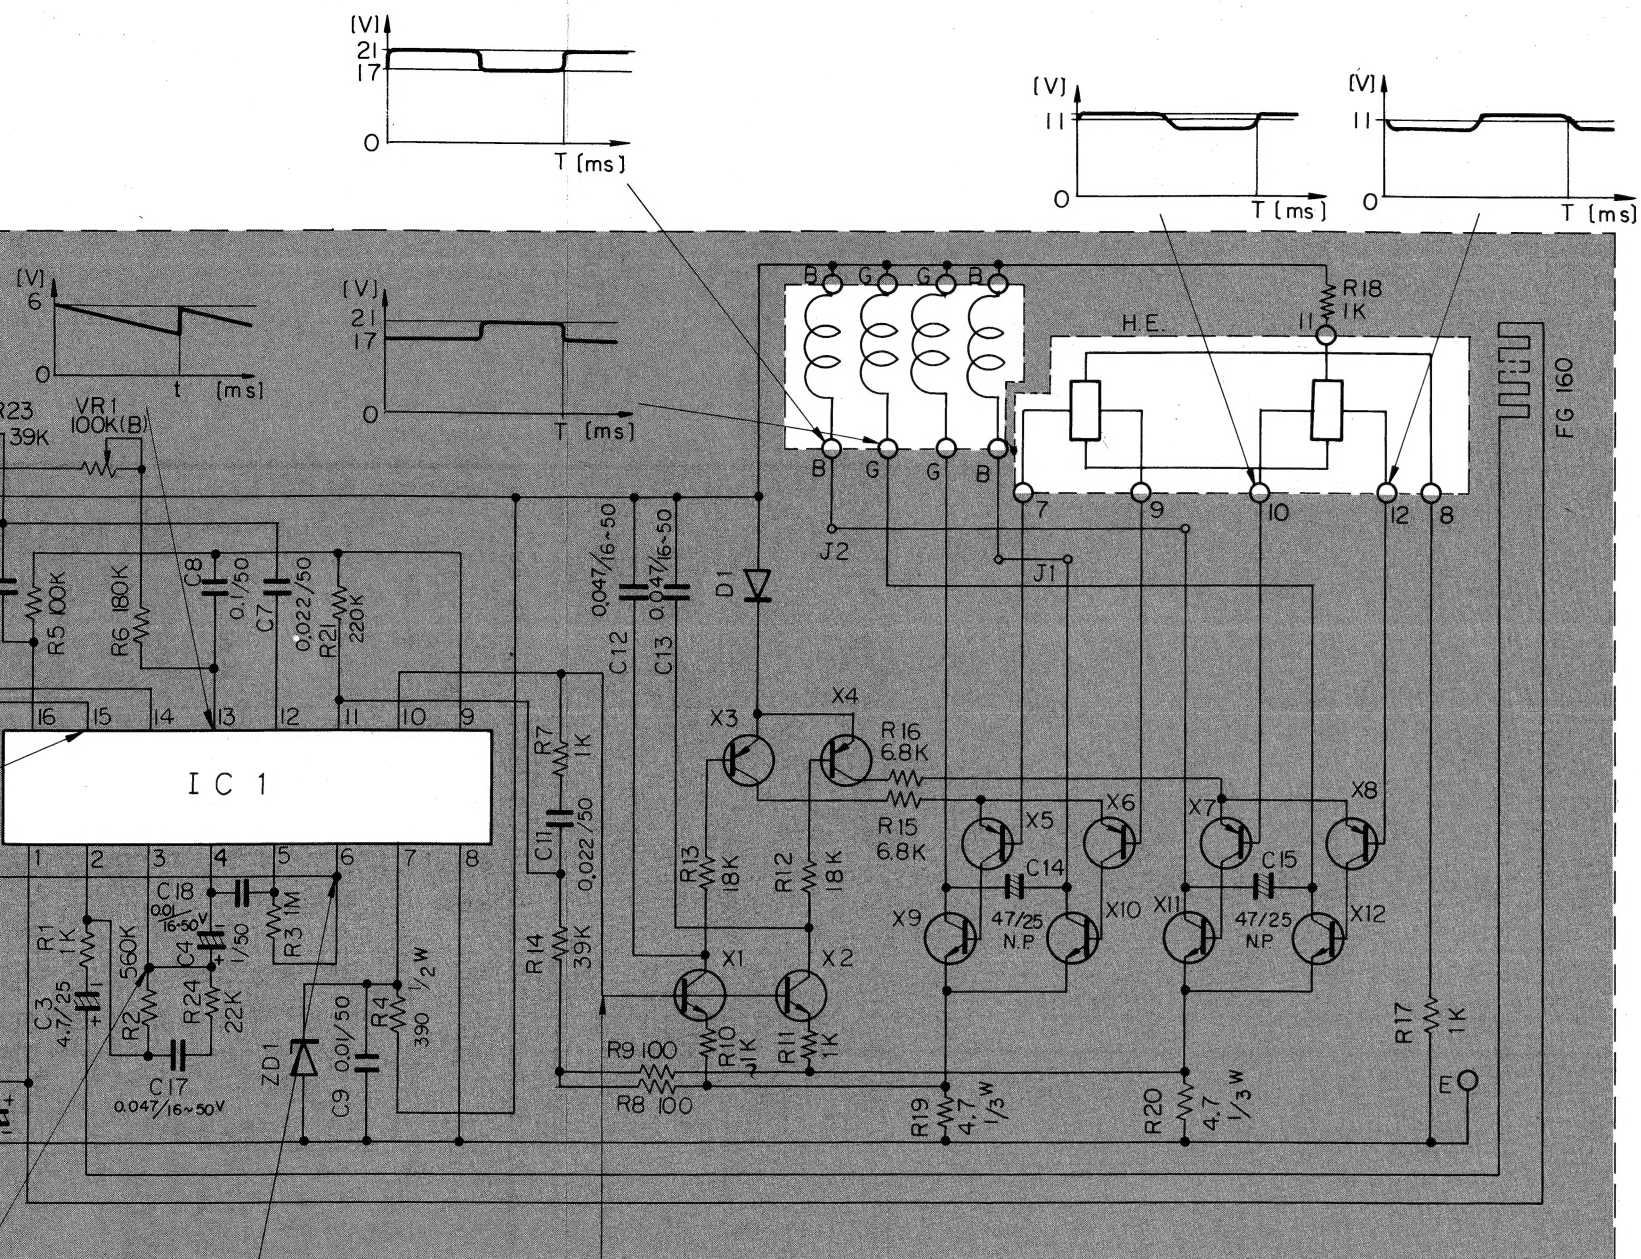 [V]
21
17
0
T [ms]
[V]
11
0
T [ms]
[V]
11
0
T [ms]
[V]
6
0
t [ms]
[V]
21
17
0
T [ms]
B G G B
R18
1K
11
H.E.
FG 160
R23
39K
VR1
100K(B)
B G G B
7 9 10 12 8
J2
J1
R5 100K
R6 180K
C8
0.1/50
C7
0.022/50
R21
220K
C12
0.047/16~50
C13
0.047/16~50
D1
16 15 14 13 12 11 10 9
IC 1
1 2 3 4 5 6 7 8
R7
1K
C11
0.022/50
X3
X4
R16
6.8K
R15
6.8K
X5
X6
X7
X8
R13
18K
R12
18K
C14
47/25
N.P
C15
47/25
N.P
X9
X10
X11
X12
R1
1K
C3
4.7/25
+
560K
R2
C18
0.01/16~50V
C4
1/50
+
R3 1M
R24
22K
C17
0.047/16~50V
ZD1
C9 0.01/50
R4
390
1/2W
R14
39K
X1
X2
R10
1K
R11
1K
R9 100
R8 100
R19
4.7
1/3W
R20
4.7
1/3W
R17
1K
E